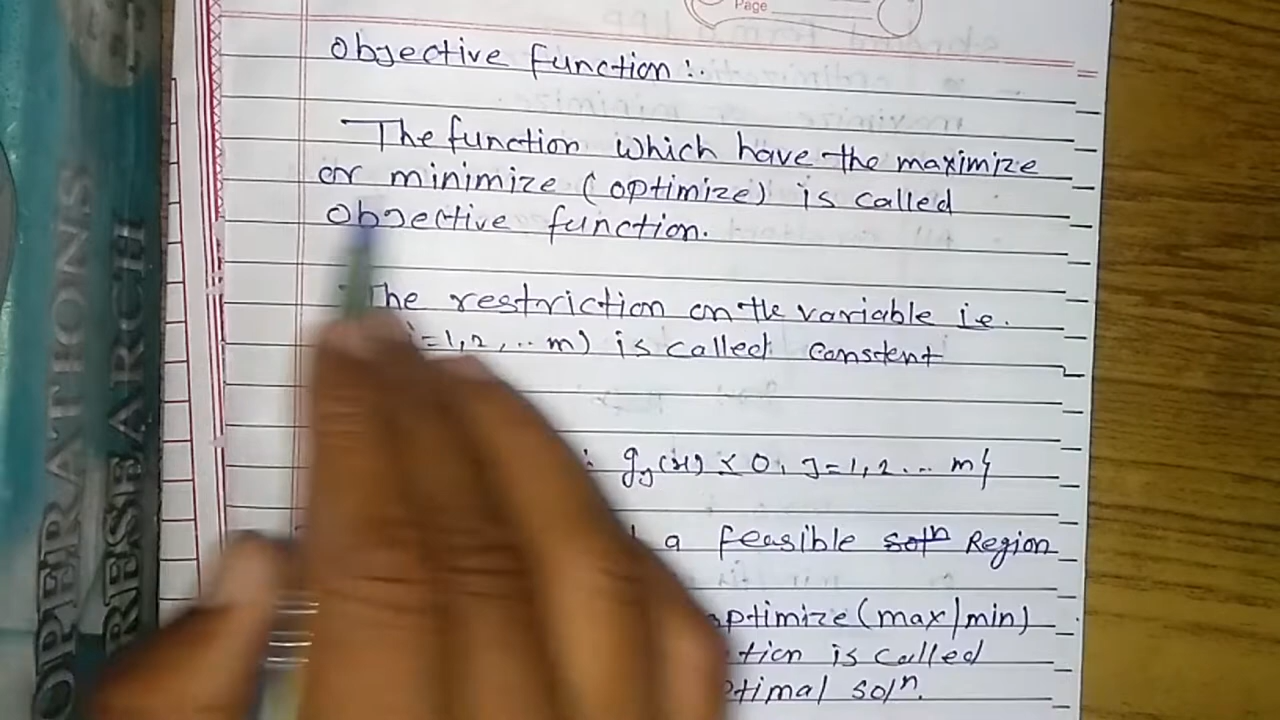 Page
Objective function :.
The function which have the maximize
or minimize (optimize) is called
Objective function.
The restriction on the variable i.e.
i=1,2,.. m) is called constent
: gj(x) ≤ 0, j=1,2... m}
a feasible soln Region
optimize (max/min)
tion is called
ptimal soln.
OPERATIONS
RESEARCH